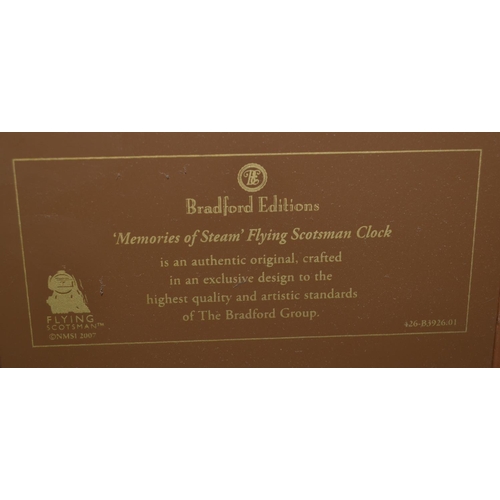 BE
Bradford Editions
'Memories of Steam' Flying Scotsman Clock
is an authentic original, crafted
in an exclusive design to the
highest quality and artistic standards
of The Bradford Group.
FLYING
SCOTSMAN™
©NMSI 2007
426-B3926.01